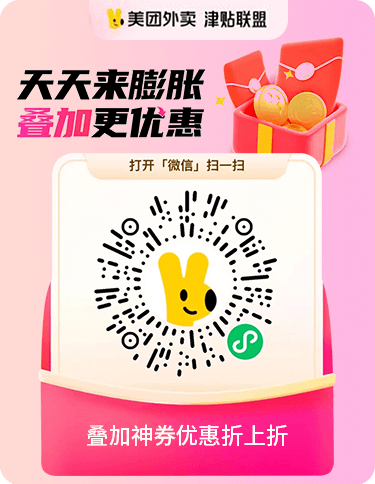 美团外卖 津贴联盟
天天来膨胀
叠加更优惠
打开「微信」扫一扫
叠加神券优惠折上折